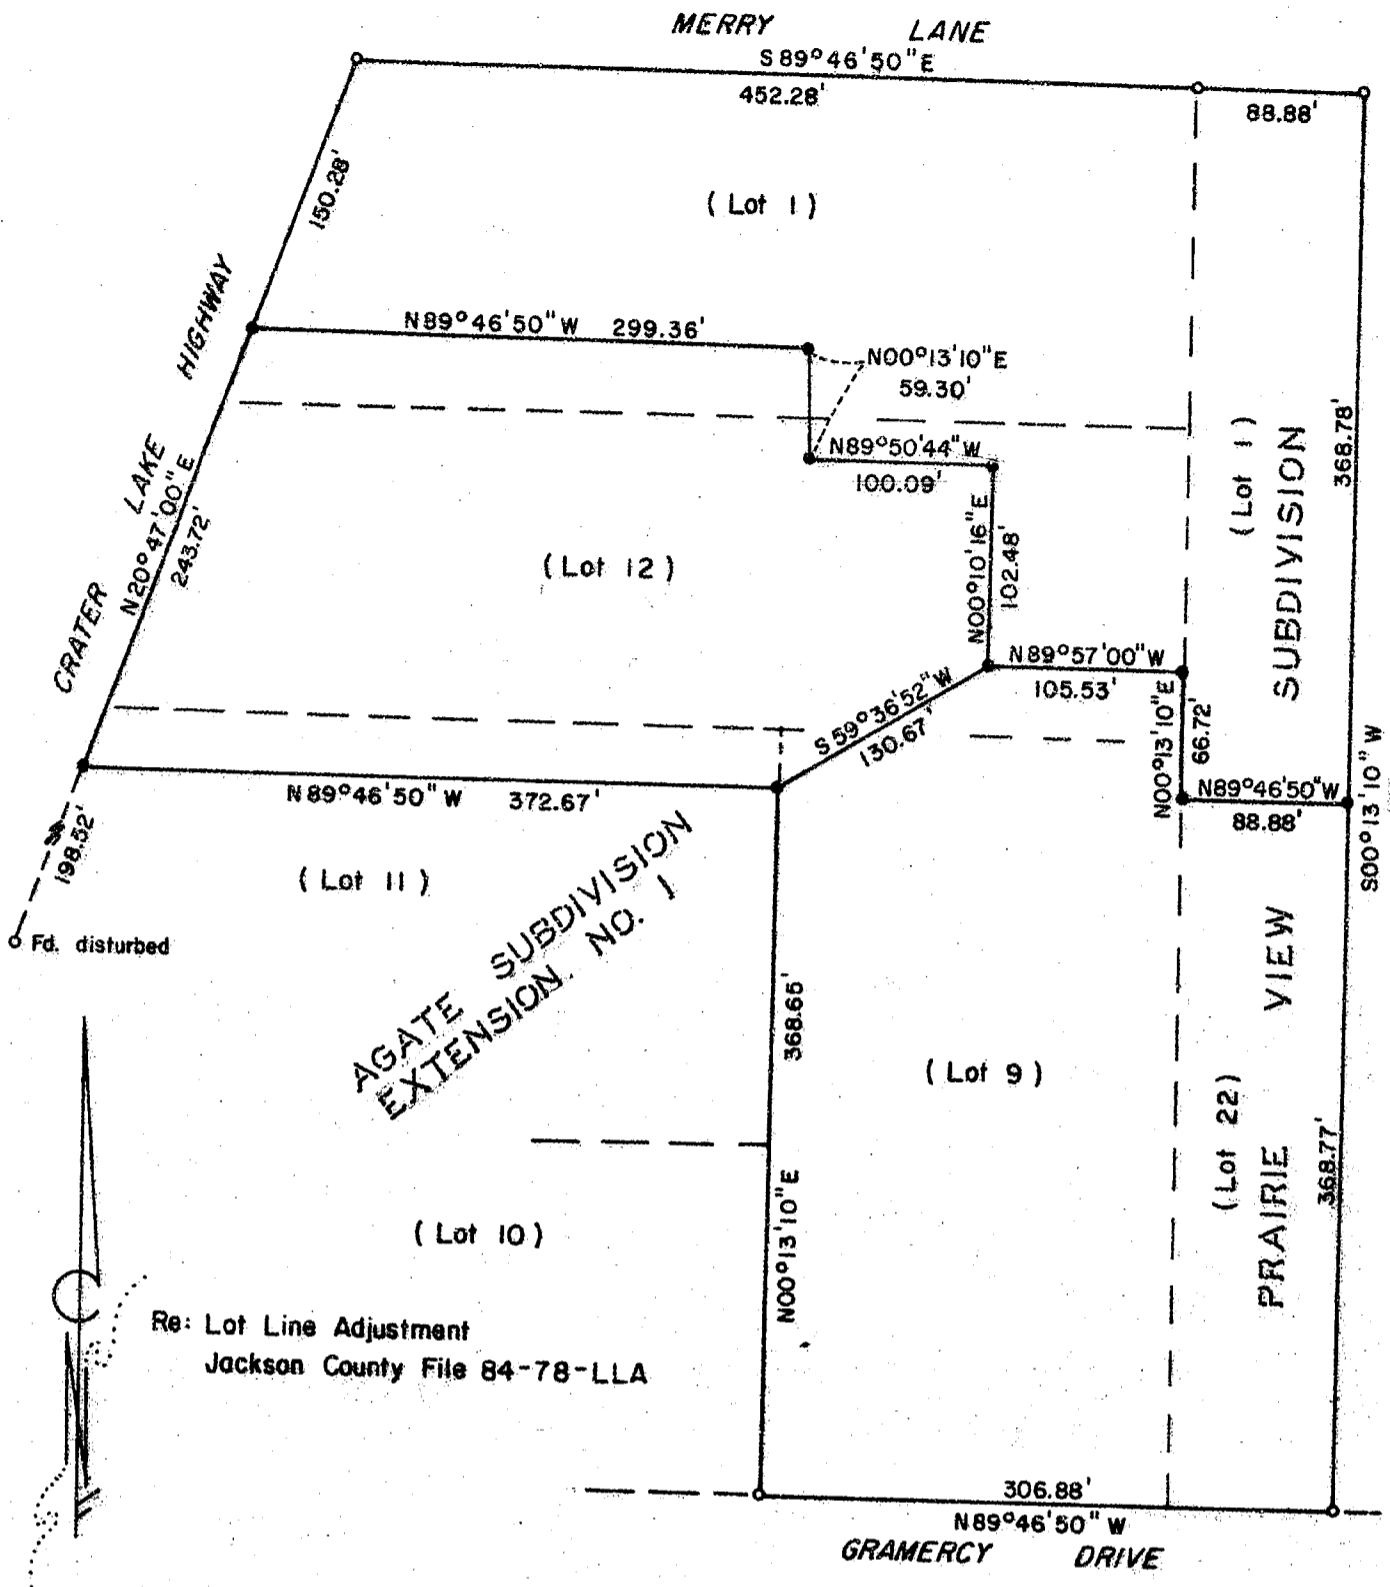 MERRY LANE
S 89° 46' 50" E
452.28'
88.88'
150.28'
( Lot 1 )
CRATER LAKE HIGHWAY
N89° 46' 50" W 299.36'
N00° 13' 10" E
59.30'
N89° 50' 44" W
100.09'
N00° 10' 16" E
102.48'
N20° 47' 00" E
243.72'
( Lot 12 )
( Lot 1 )
368.78'
PRAIRIE VIEW SUBDIVISION
N89° 57' 00" W
105.53'
S 59° 36' 52" W
130.67'
N00° 13' 10" E
66.72'
N89° 46' 50" W
88.88'
S00° 13' 10" W
N 89° 46' 50" W 372.67'
198.52'
Fd. disturbed
( Lot 11 )
AGATE SUBDIVISION
EXTENSION NO. 1
368.65'
N00° 13' 10" E
( Lot 9 )
(Lot 22)
368.77'
( Lot 10 )
Re: Lot Line Adjustment
Jackson County File 84-78-LLA
306.88'
N89° 46' 50" W
GRAMERCY DRIVE